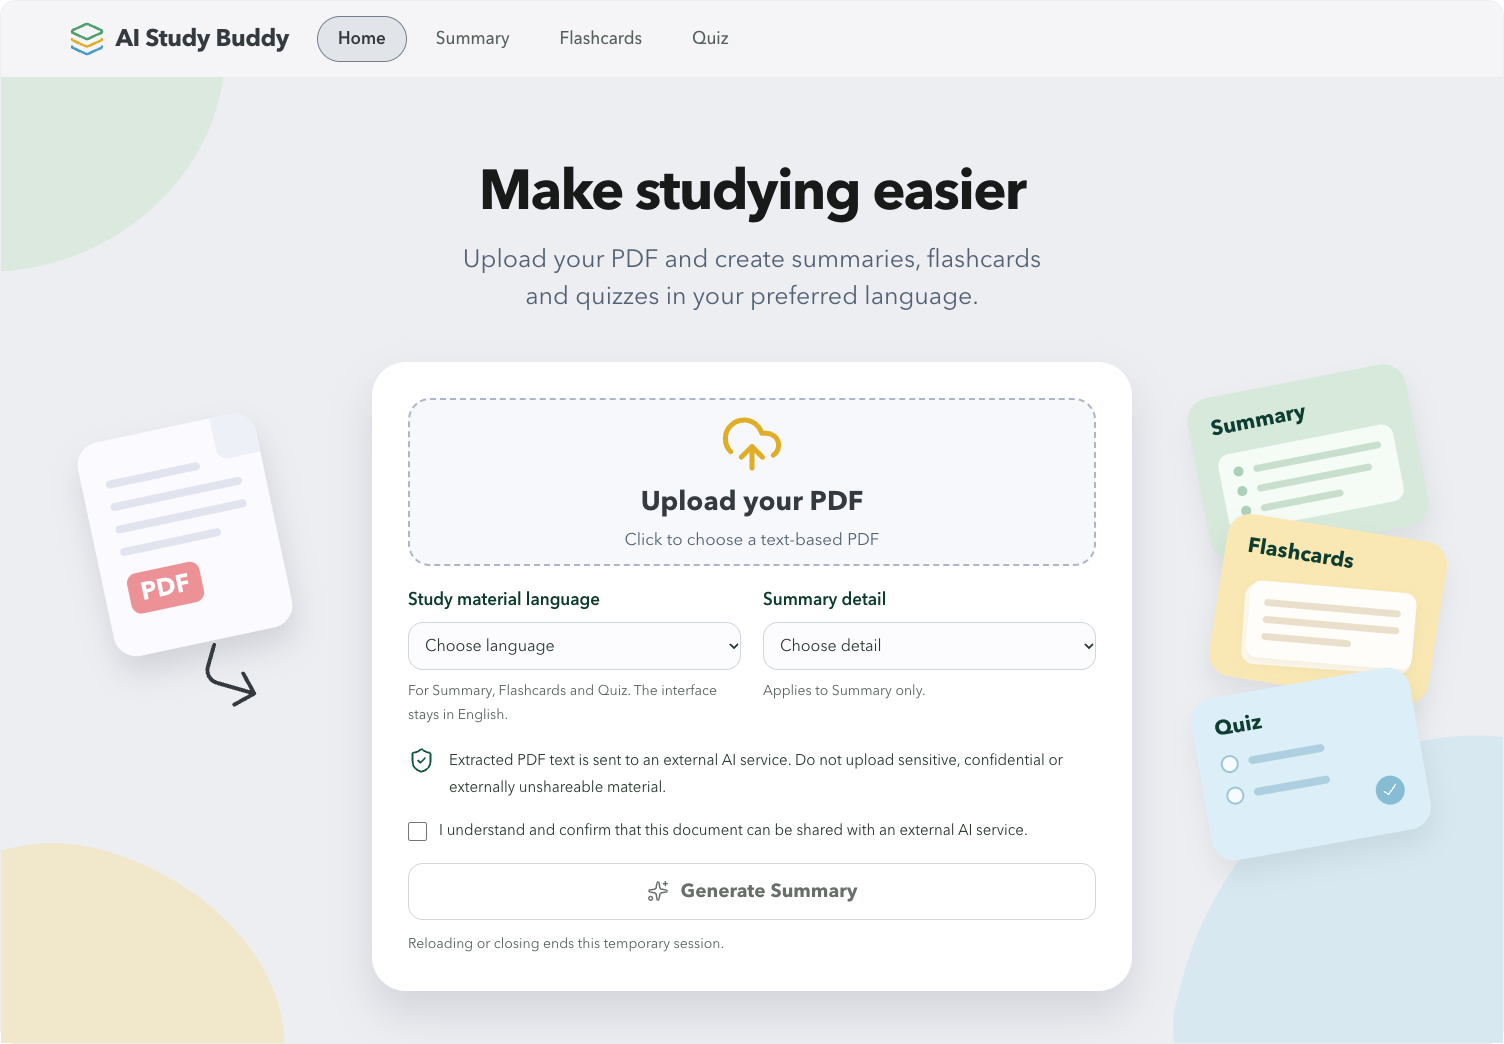 AI Study Buddy
Home
Summary
Flashcards
Quiz
Make studying easier
Upload your PDF and create summaries, flashcards
and quizzes in your preferred language.
PDF
Upload your PDF
Click to choose a text-based PDF
Study material language
Choose language
For Summary, Flashcards and Quiz. The interface
stays in English.
Summary detail
Choose detail
Applies to Summary only.
Extracted PDF text is sent to an external AI service. Do not upload sensitive, confidential or
externally unshareable material.
I understand and confirm that this document can be shared with an external AI service.
Generate Summary
Reloading or closing ends this temporary session.
Summary
Flashcards
Quiz